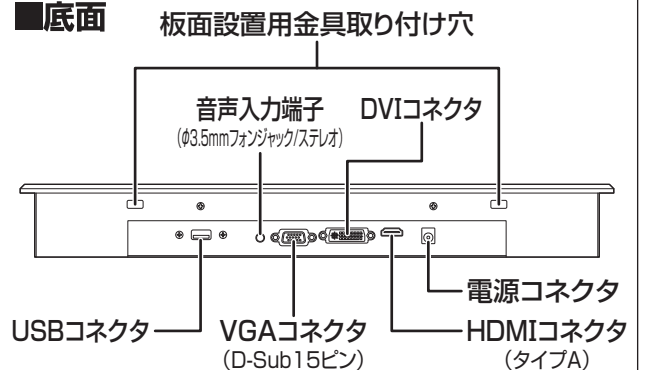 ■底面
板面設置用金具取り付け穴
音声入力端子
(φ3.5mmフォンジャック/ステレオ)
DVIコネクタ
電源コネクタ
USBコネクタ
VGAコネクタ
(D-Sub15ピン)
HDMIコネクタ
(タイプA)